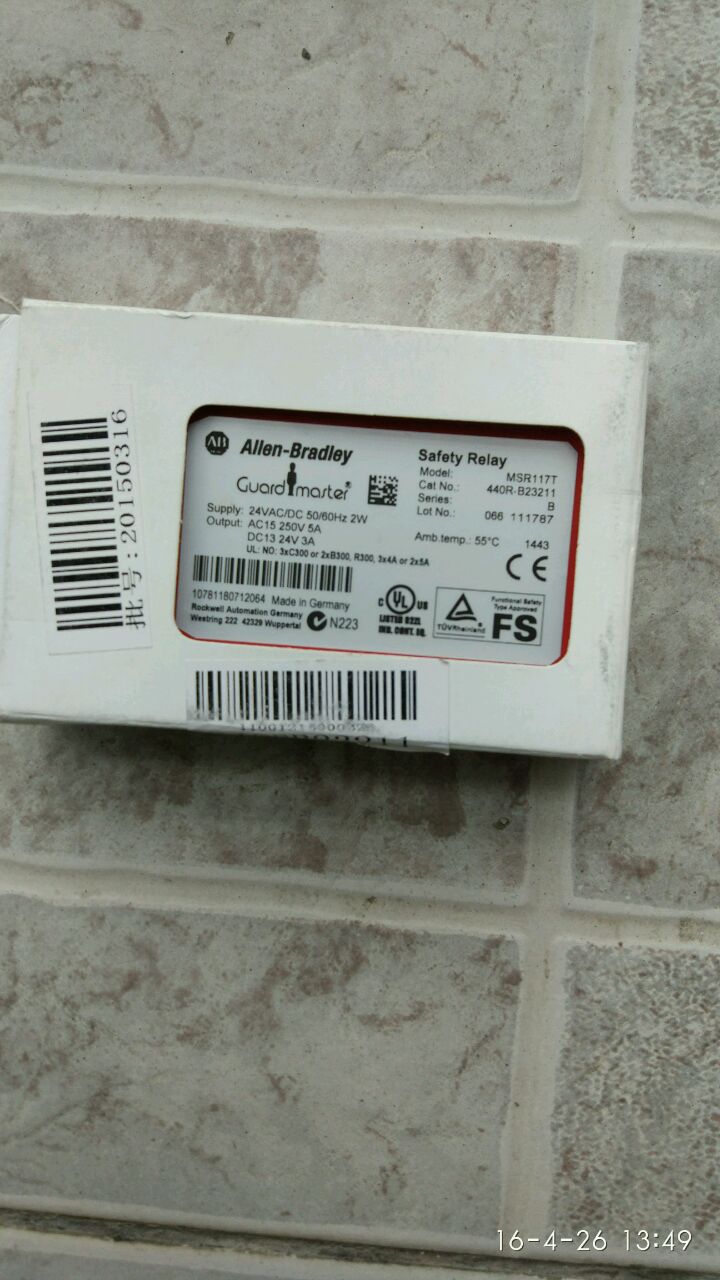 批号:20150316
AB
Allen-Bradley
Guardmaster®
Safety Relay
Model: MSR117T
Cat No.: 440R-B23211
Series: B
Lot No.: 066 111787
Supply: 24VAC/DC 50/60Hz 2W
Output: AC15 250V 5A
DC13 24V 3A
UL: NO: 3xC300 or 2xB300, R300, 3x4A or 2x5A
Amb.temp.: 55°C 1443
CE
10781180712064 Made in Germany
Rockwell Automation Germany
Westring 222 42329 Wuppertal
N223
C UL US
LISTED 82ZL
IND. CONT. EQ.
TÜVRheinland
Functional Safety
Type Approved
FS
16-4-26 13:49